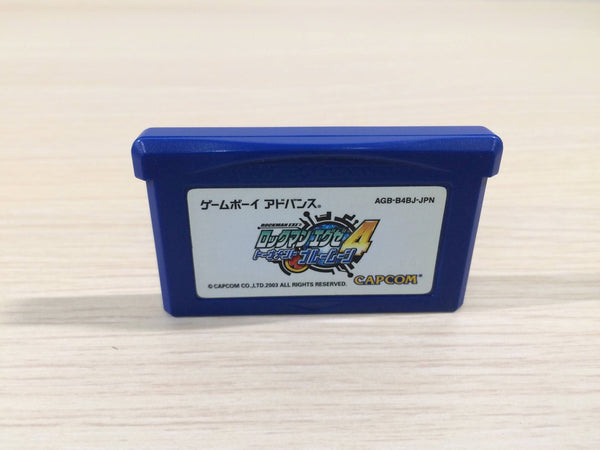 ゲームボーイ アドバンス®
AGB-B4BJ-JPN
ROCKMAN EXE 4
ロックマン エグゼ 4
トーナメント ブルームーン
© CAPCOM CO., LTD. 2003 ALL RIGHTS RESERVED.
CAPCOM